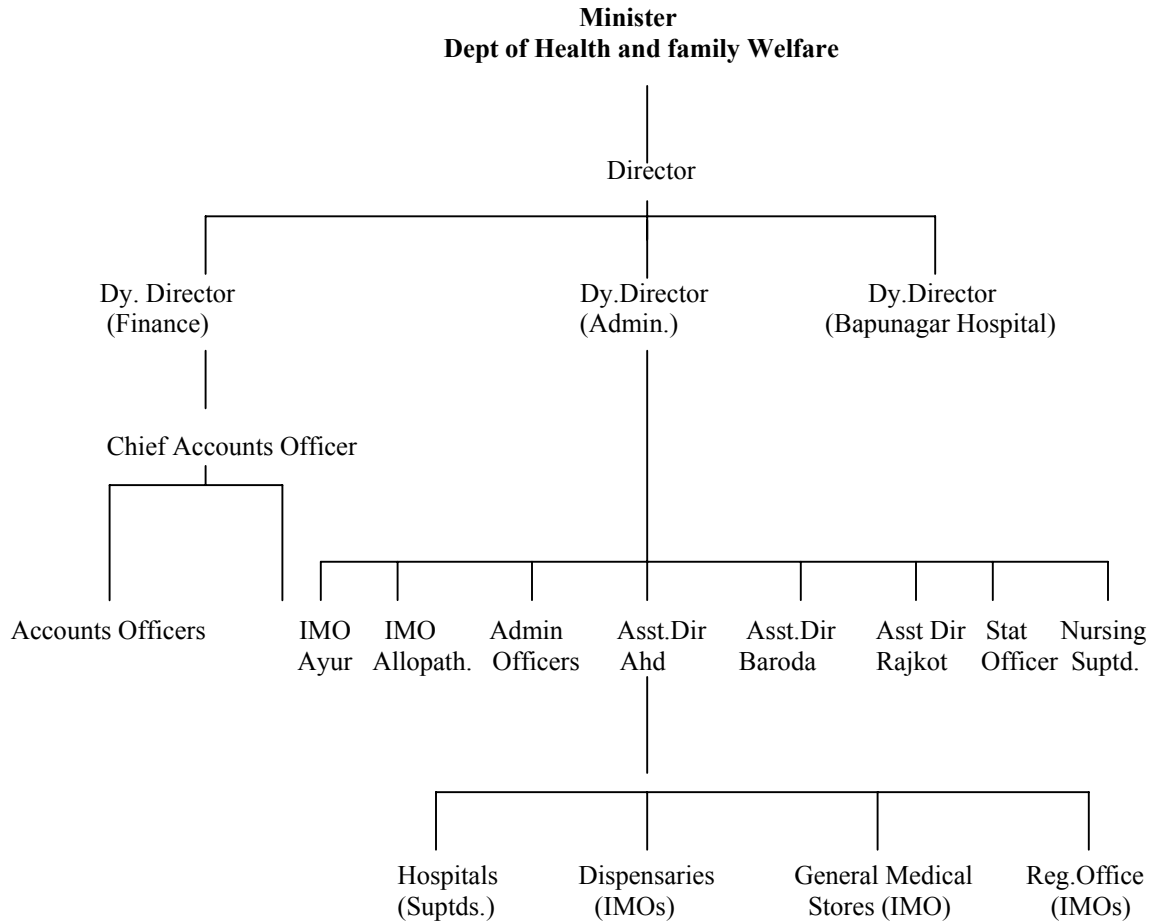 Minister
Dept of Health and family Welfare
Director
Dy. Director
(Finance)
Dy.Director
(Admin.)
Dy.Director
(Bapunagar Hospital)
Chief Accounts Officer
Accounts Officers
IMO
Ayur
IMO
Allopath.
Admin
Officers
Asst.Dir
Ahd
Asst.Dir
Baroda
Asst Dir
Rajkot
Stat
Officer
Nursing
Suptd.
Hospitals
(Suptds.)
Dispensaries
(IMOs)
General Medical
Stores (IMO)
Reg.Office
(IMOs)